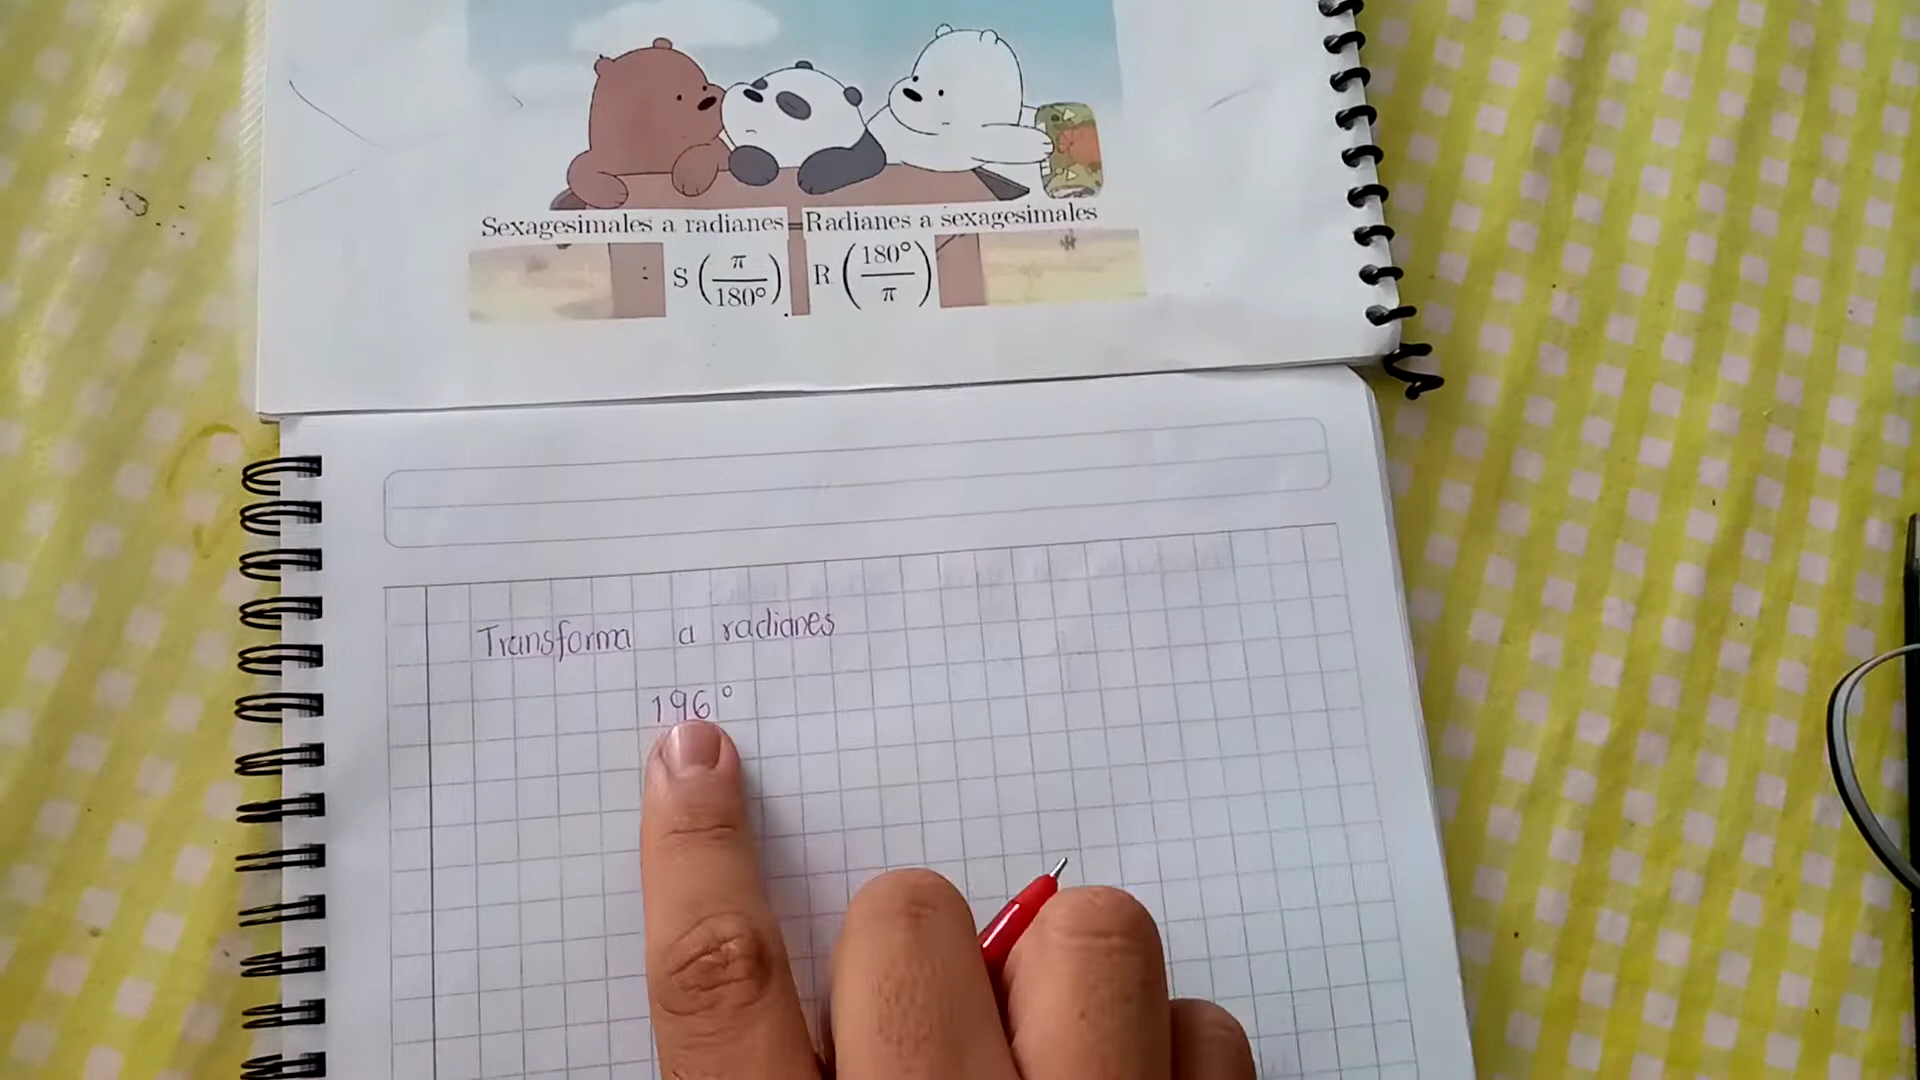 Sexagesimales a radianes=Radianes a sexagesimales
: S (π/180°) . R (180°/π)
Transforma a radianes
196°